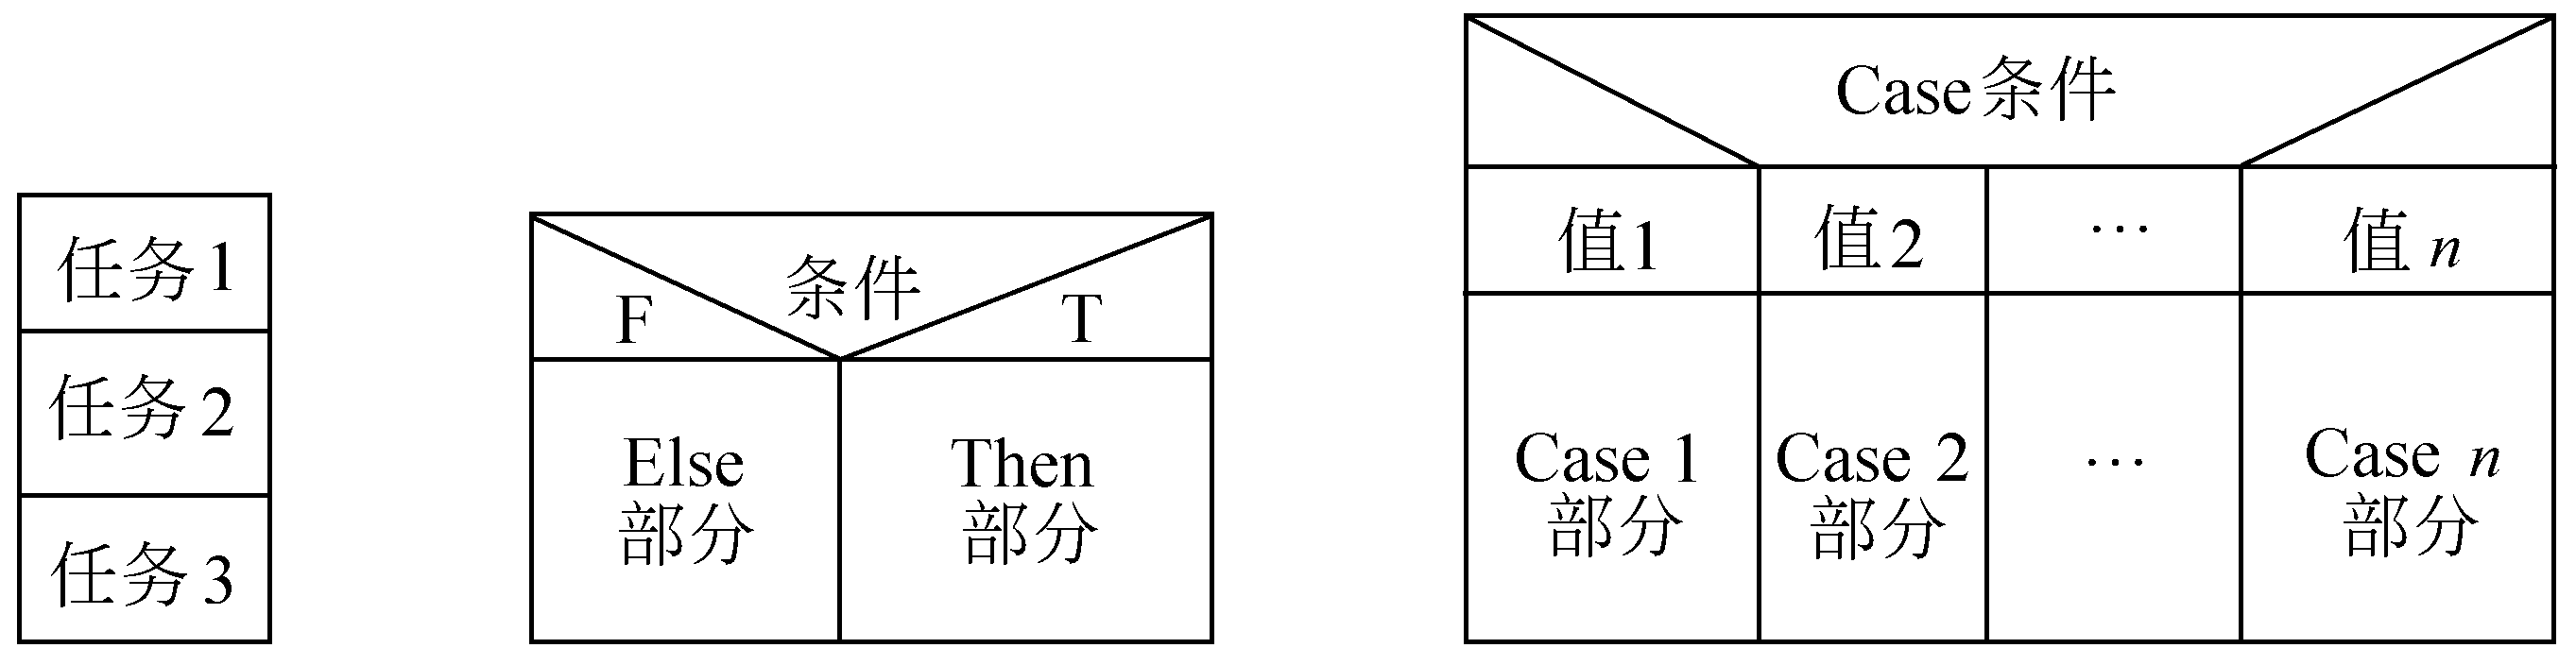 任务1
任务2
任务3
条件
F
T
Else
部分
Then
部分
Case条件
值1
值2
…
值 n
Case 1
部分
Case 2
部分
…
Case n
部分